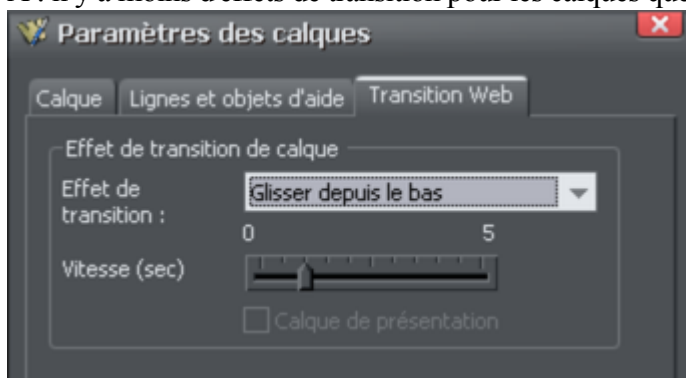 Paramètres des calques
Calque Lignes et objets d'aide Transition Web
Effet de transition de calque
Effet de transition :
Glisser depuis le bas
0 5
Vitesse (sec)
Calque de présentation